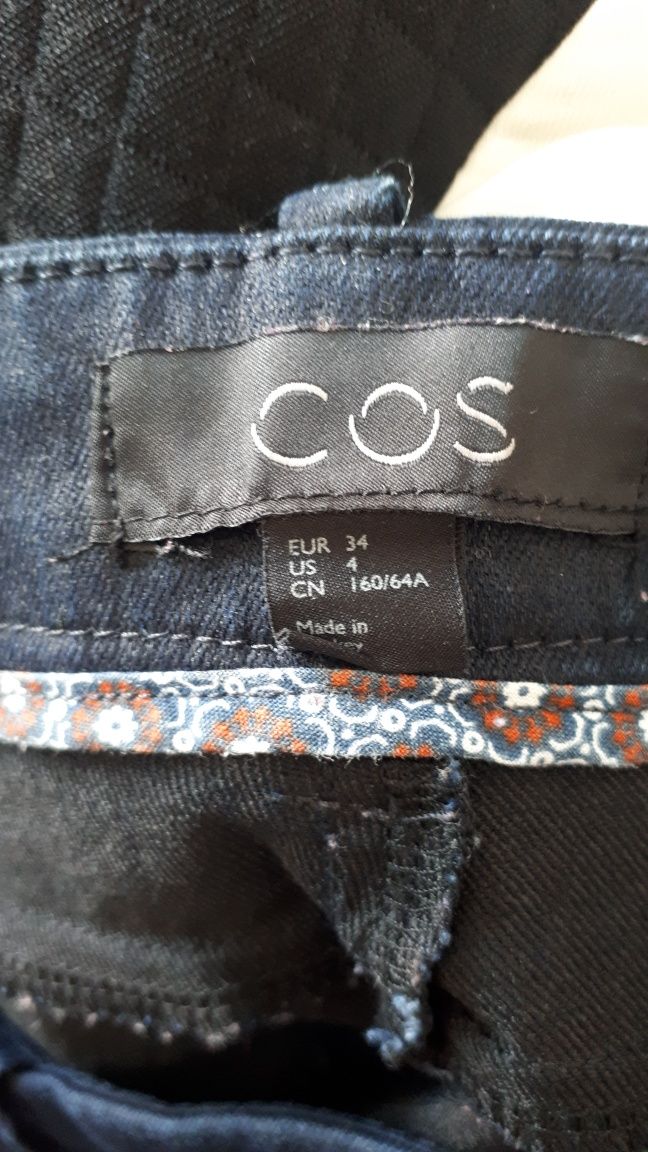 COS
EUR 34
US 4
CN 160/64A
Made in